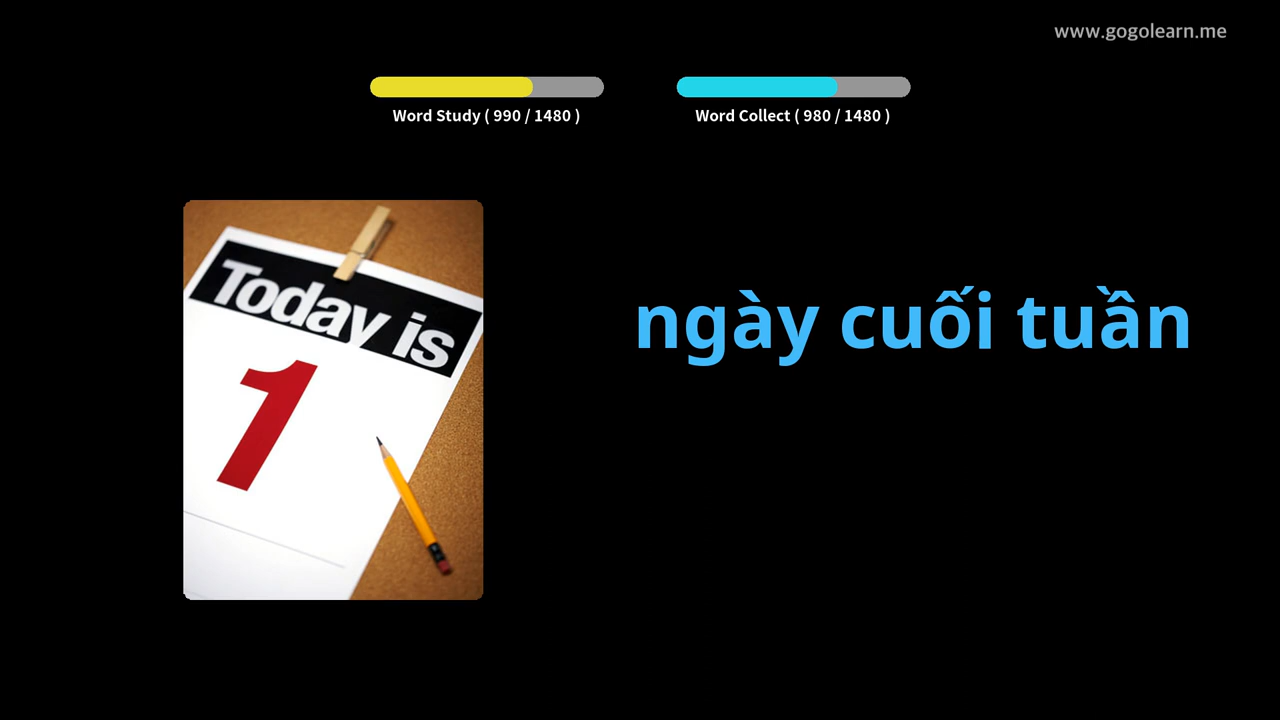 www.gogolearn.me
Word Study ( 990 / 1480 )
Word Collect ( 980 / 1480 )
Today is
1
ngày cuối tuần